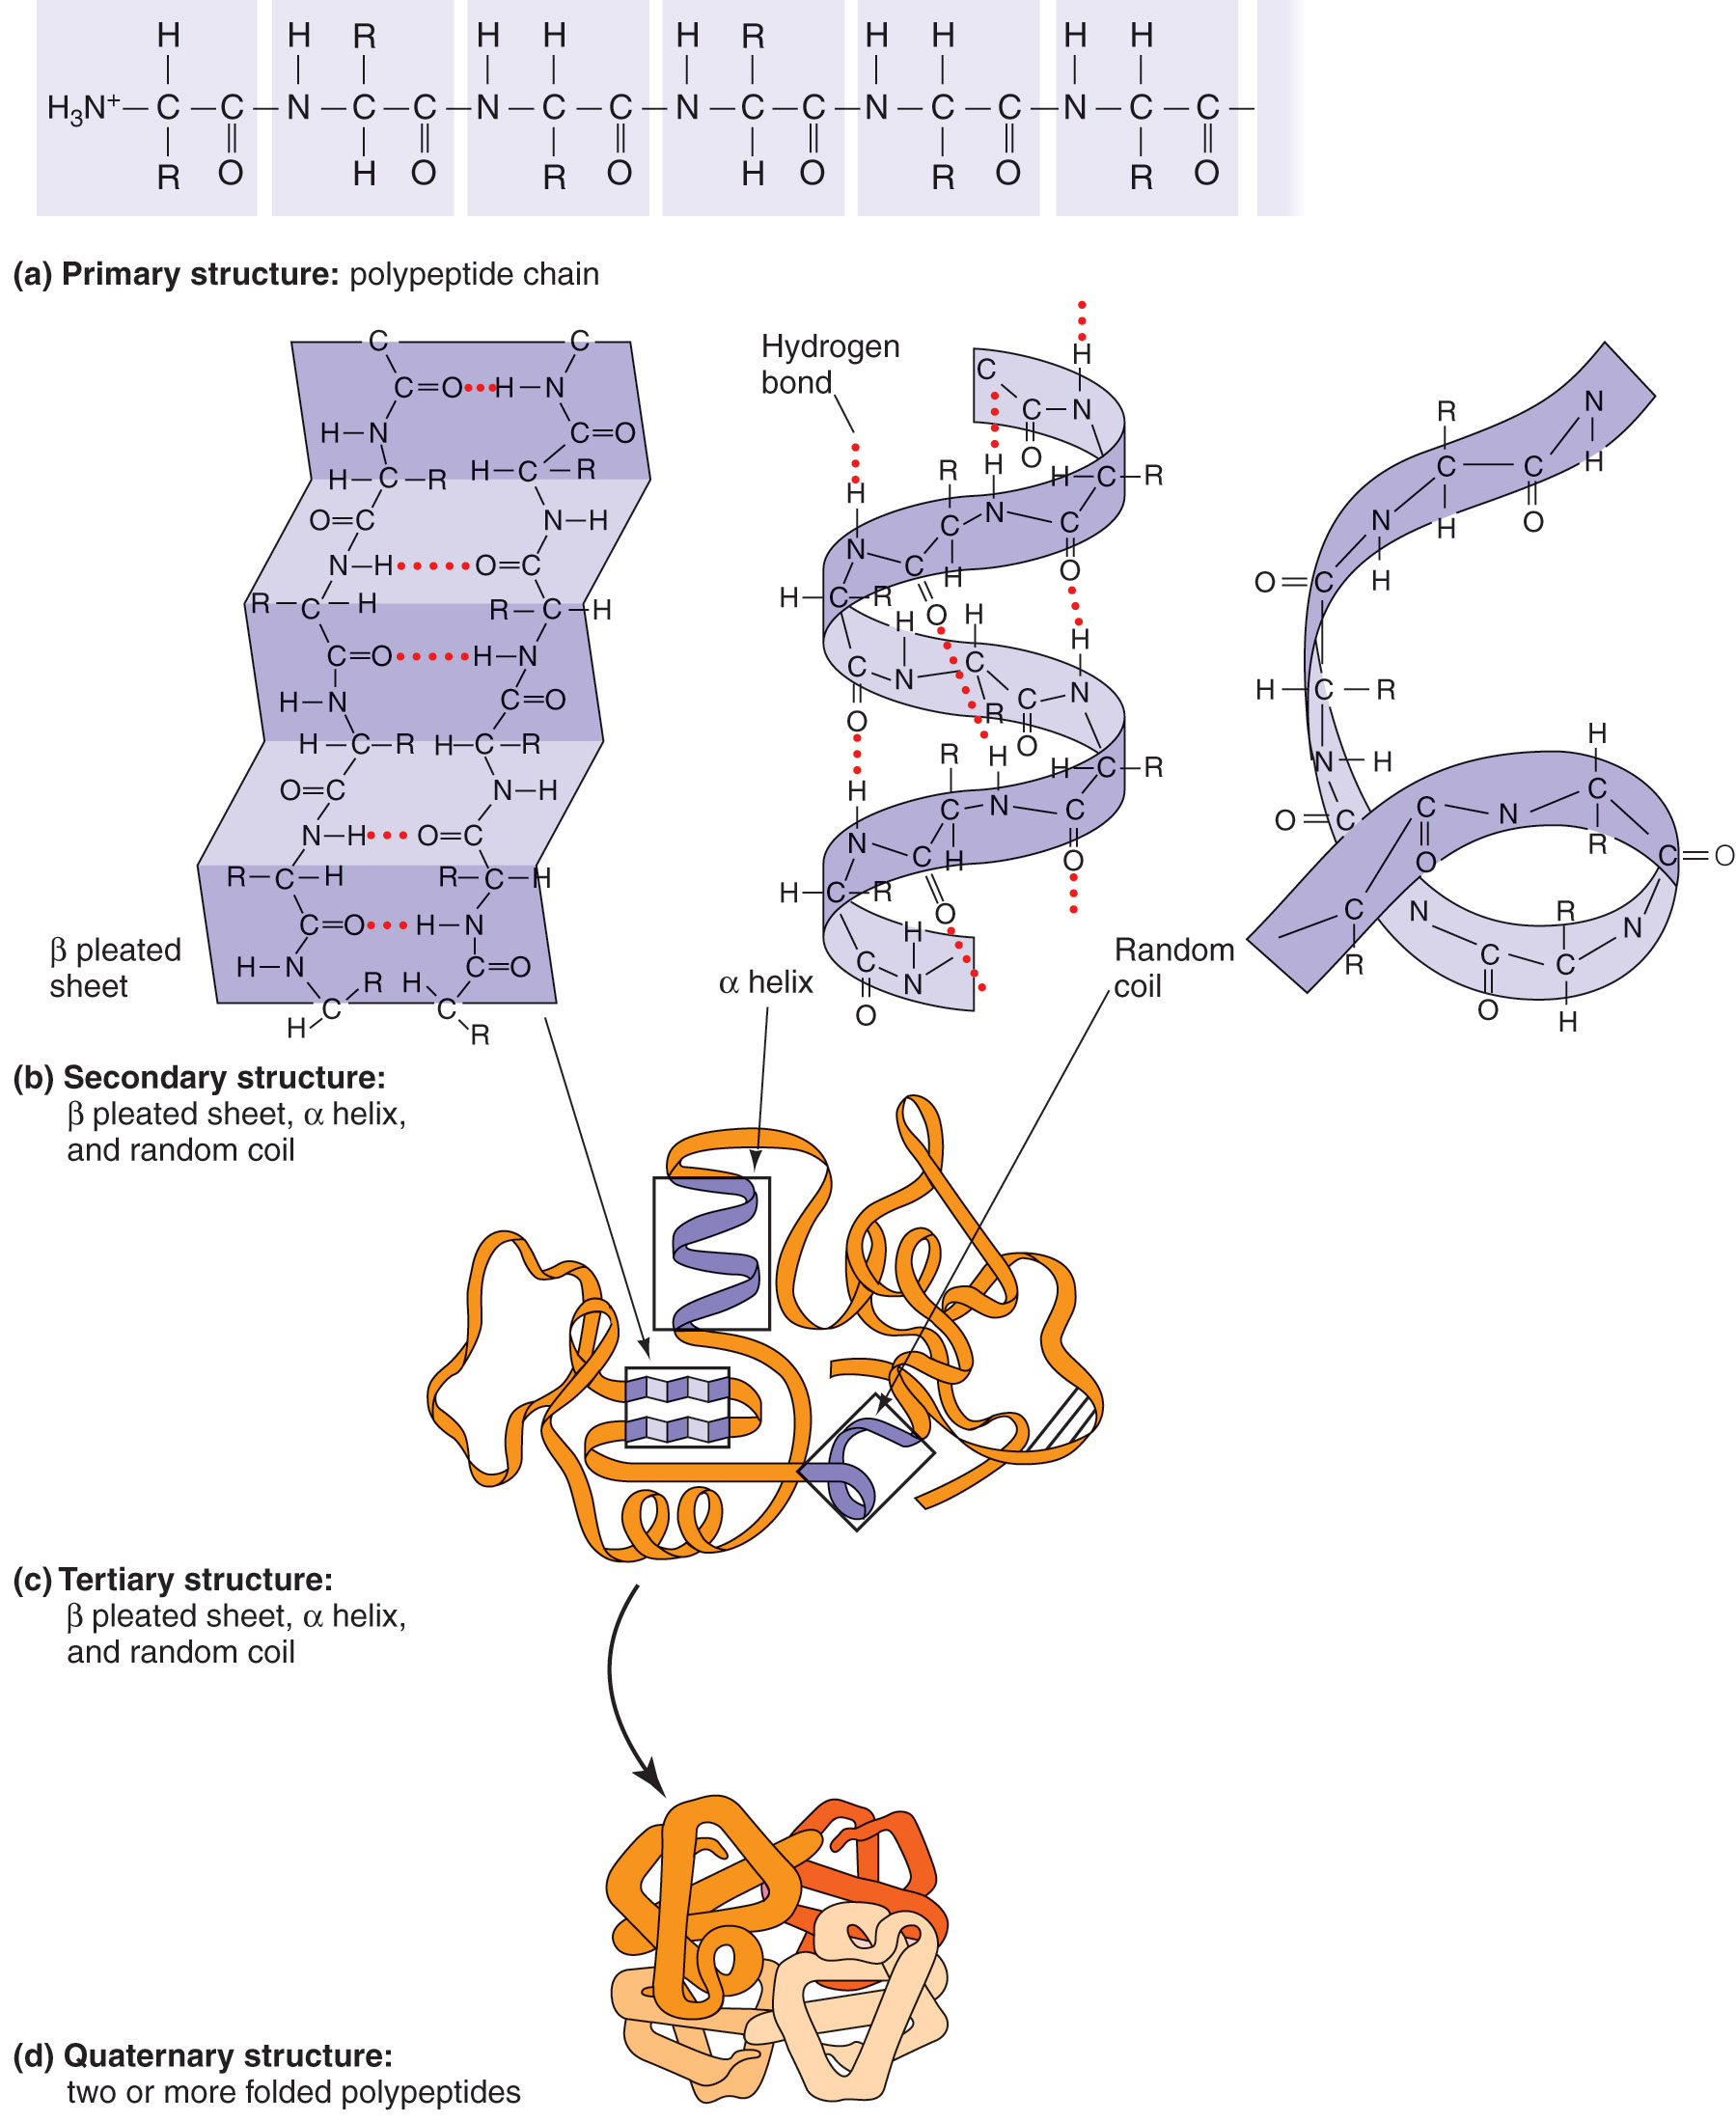 H H R H H H R H H H H H
H₃N⁺ C C N C C N C C N C C N C C N C C
R O H O R O H O R O R O
(a) Primary structure: polypeptide chain
C C
C=O H–N
H–N C=O
H–C–R H–C–R
O=C N–H
N–H O=C
R–C–H R–C–H
C=O H–N
H–N C=O
H–C–R H–C–R
O=C N–H
N–H O=C
R–C–H R–C–H
C=O H–N
H–N C=O
R H
C C
H R
β pleated
sheet
Hydrogen
bond
H
C
C–N
O
R H H–C–R
H
N C
C N
N C O
H
H–C–R O
H H
H
C N C
C N
R
O O
R H H–C–R
H
C N C
N C H O
H–C–R
O
H
C N
O
α helix
N
R
C C H
N H O
O=C H
H–C–R
N–H
O=C
H
C N C
R
O C=O
C N R N
R C C
O H
Random
coil
(b) Secondary structure:
β pleated sheet, α helix,
and random coil
(c) Tertiary structure:
β pleated sheet, α helix,
and random coil
(d) Quaternary structure:
two or more folded polypeptides